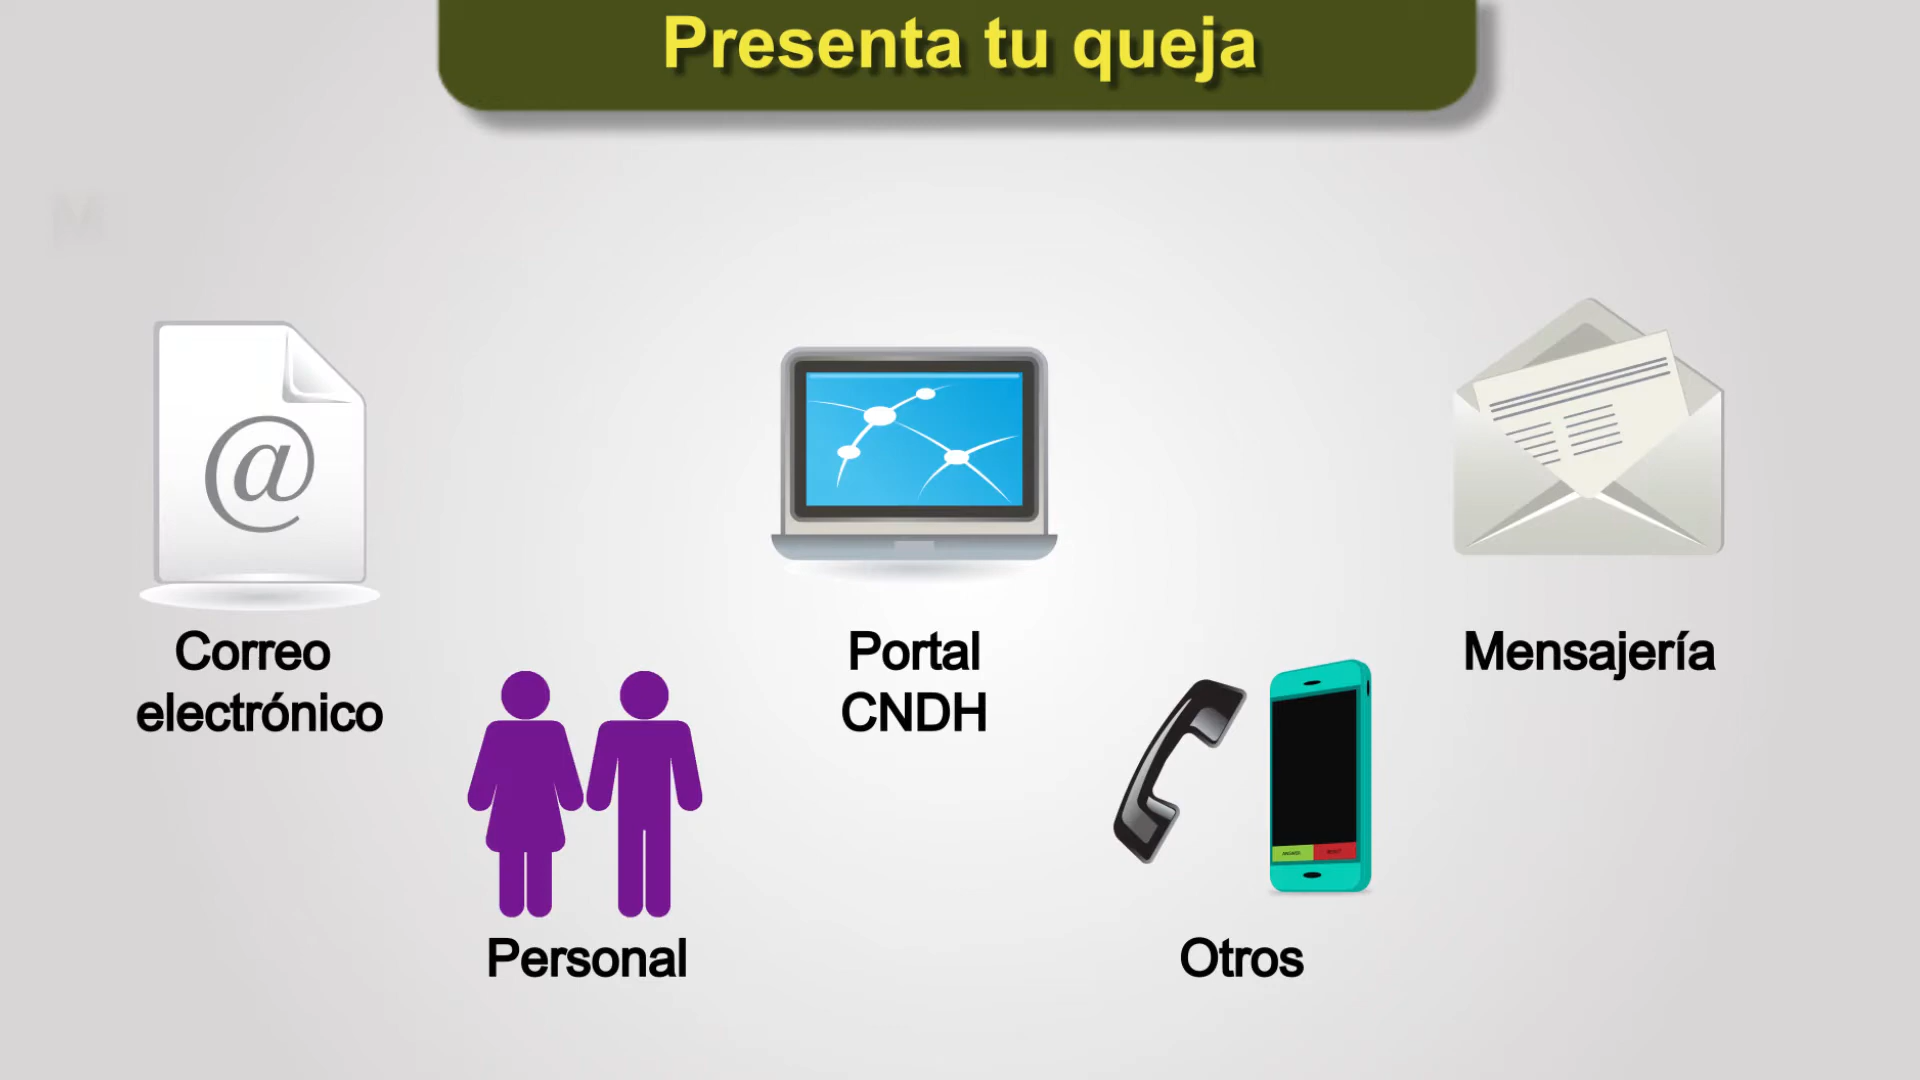 Presenta tu queja
@
Correo
electrónico
Portal
CNDH
Mensajería
Personal
Otros